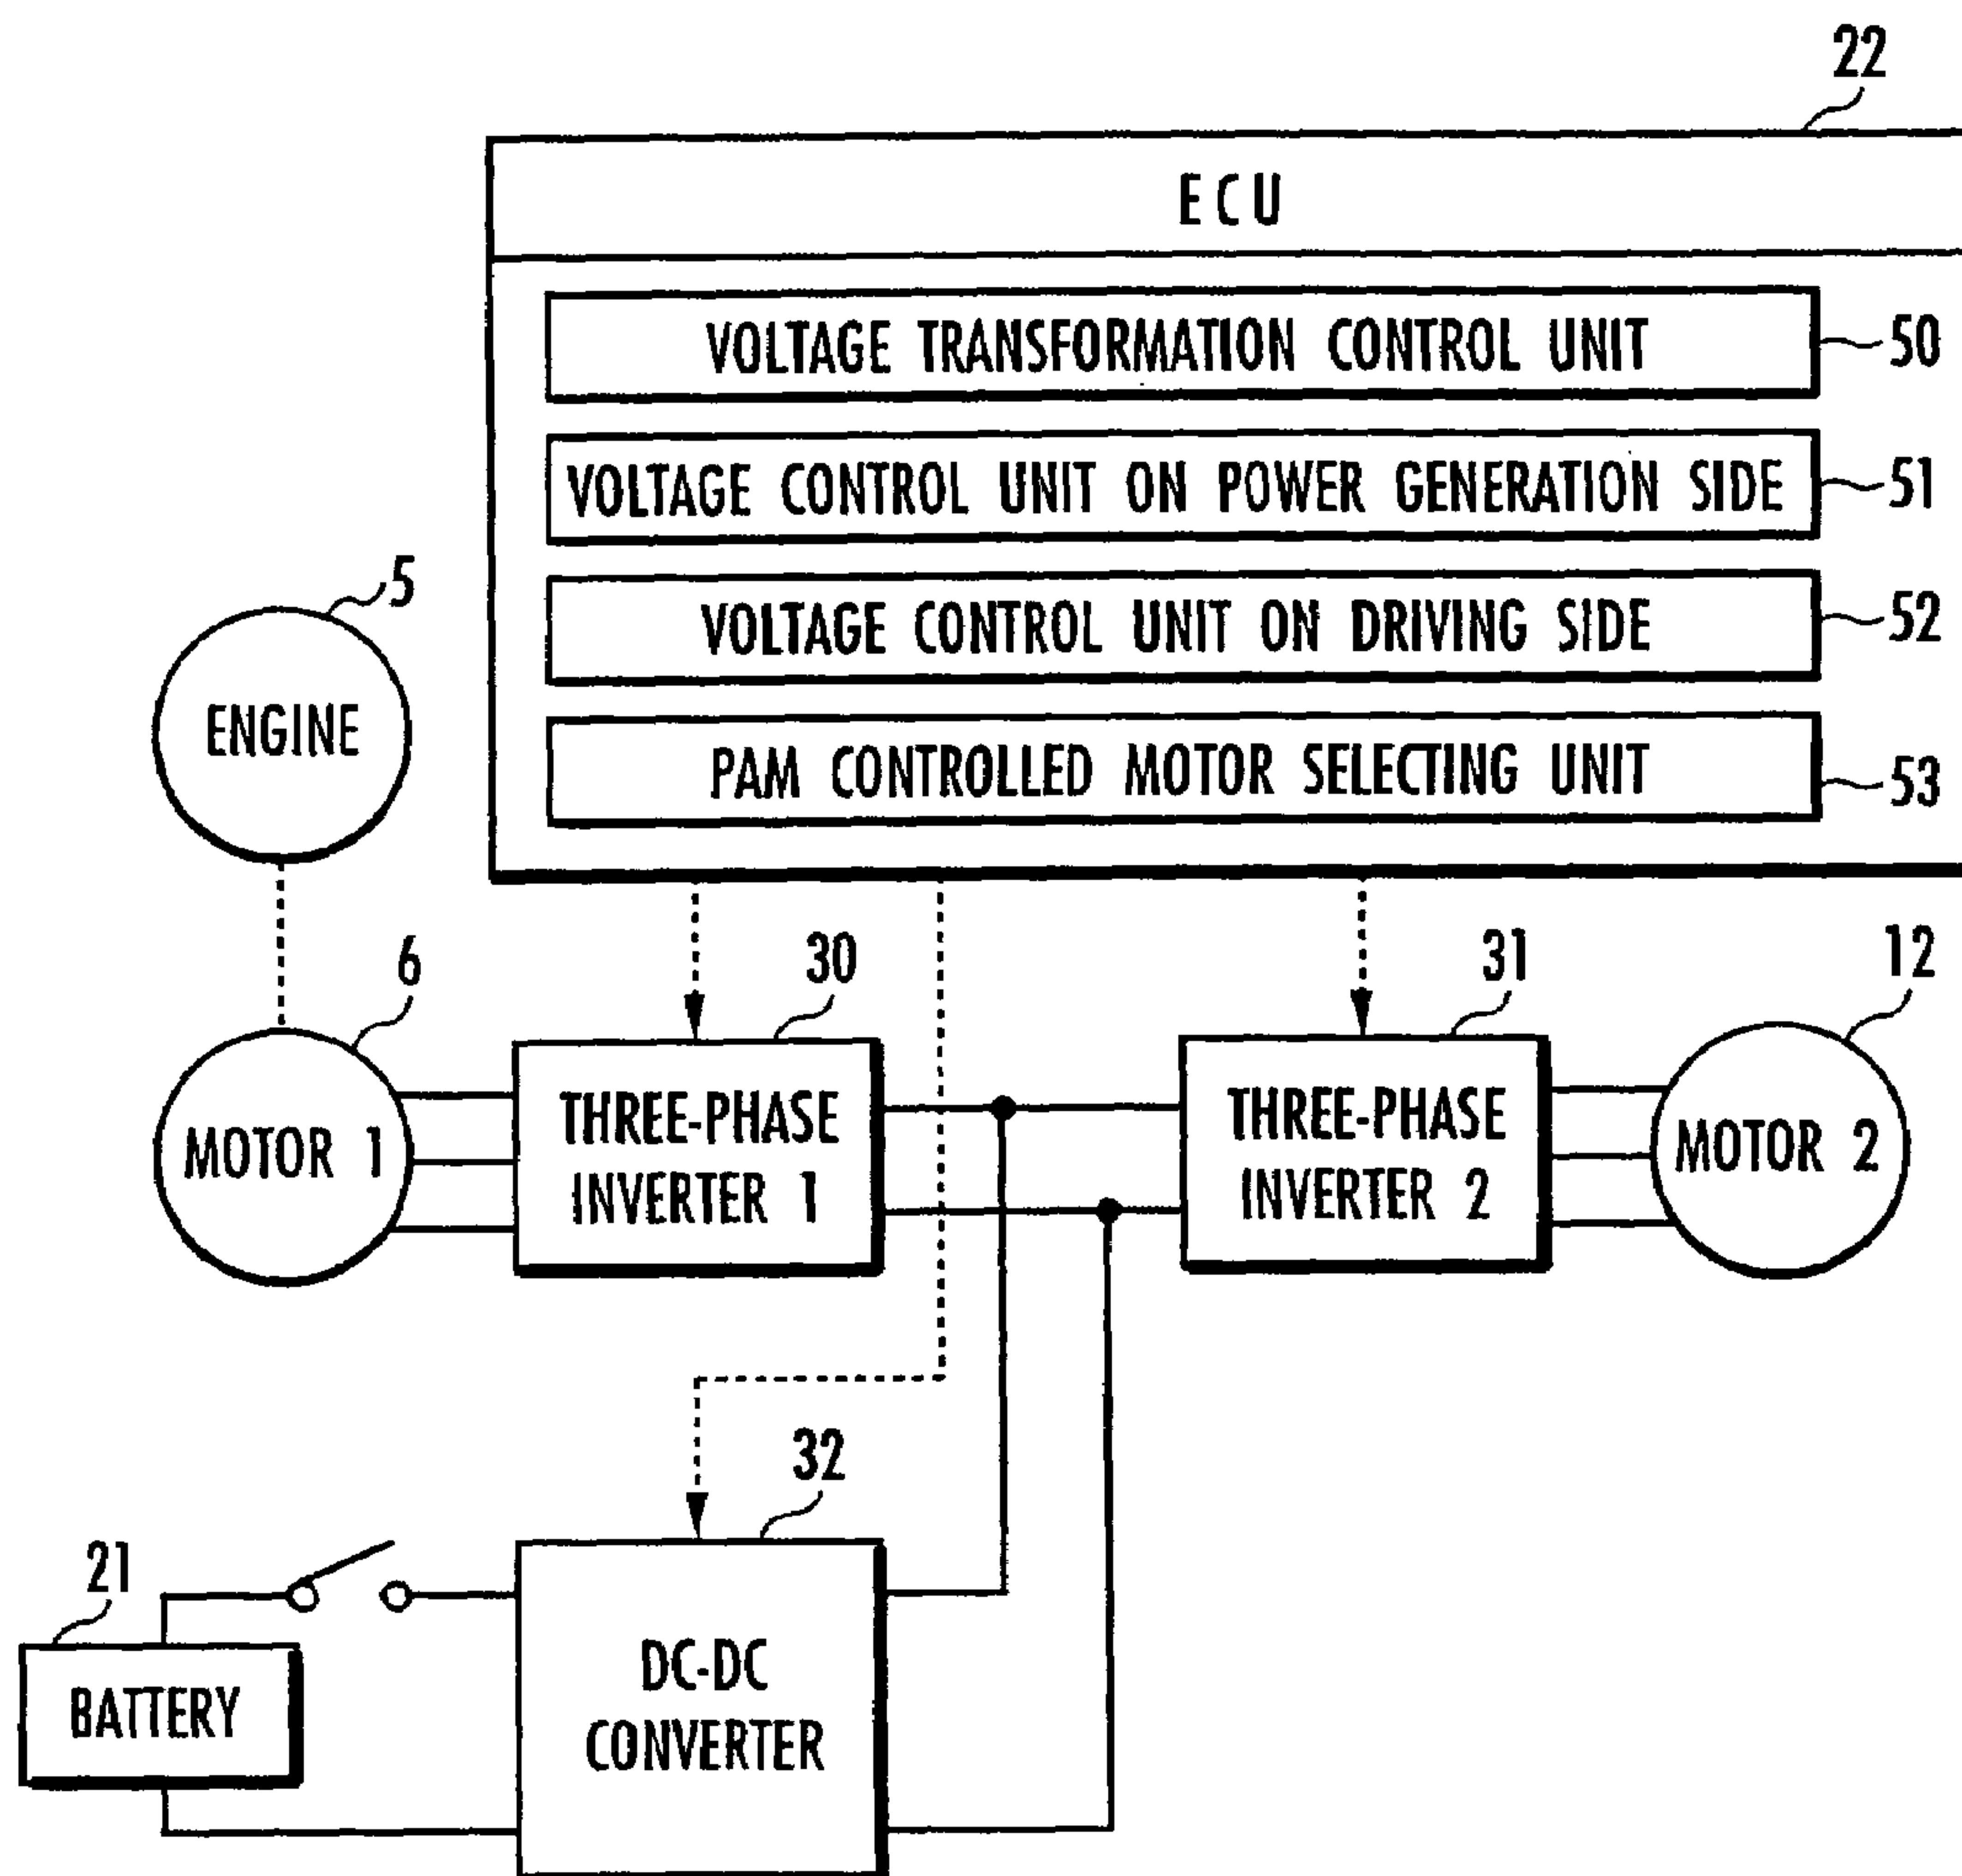 22
ECU
VOLTAGE TRANSFORMATION CONTROL UNIT
50
VOLTAGE CONTROL UNIT ON POWER GENERATION SIDE
51
VOLTAGE CONTROL UNIT ON DRIVING SIDE
52
PAM CONTROLLED MOTOR SELECTING UNIT
53
5
ENGINE
6
30
31
12
MOTOR 1
THREE-PHASE
INVERTER 1
THREE-PHASE
INVERTER 2
MOTOR 2
32
21
BATTERY
DC-DC
CONVERTER